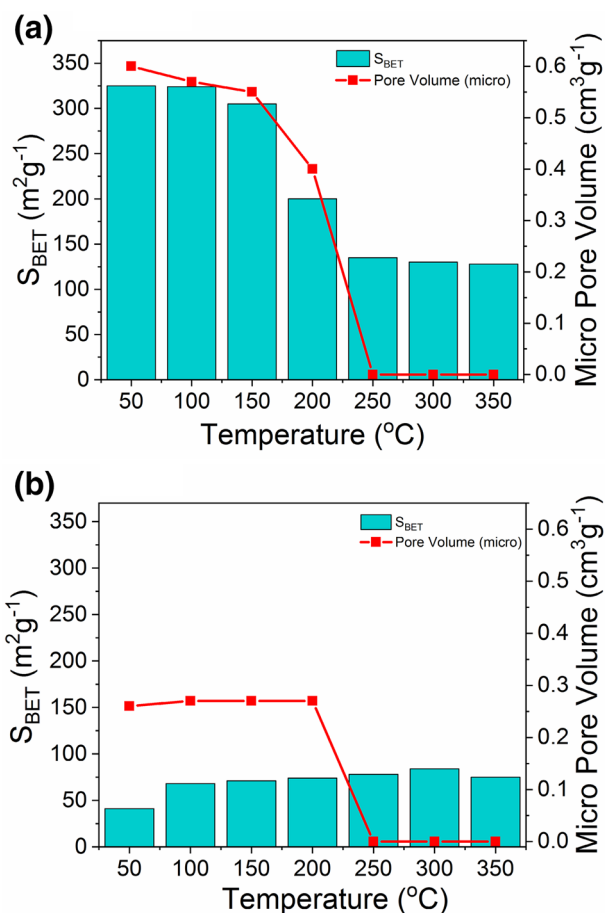 (a)
S_BET
Pore Volume (micro)
350
300
250
200
150
100
50
0
S_BET (m²g⁻¹)
0.6
0.5
0.4
0.3
0.2
0.1
0.0
Micro Pore Volume (cm³g⁻¹)
50 100 150 200 250 300 350
Temperature (°C)
(b)
S_BET
Pore Volume (micro)
350
300
250
200
150
100
50
0
S_BET (m²g⁻¹)
0.6
0.5
0.4
0.3
0.2
0.1
0.0
Micro Pore Volume (cm³g⁻¹)
50 100 150 200 250 300 350
Temperature (°C)